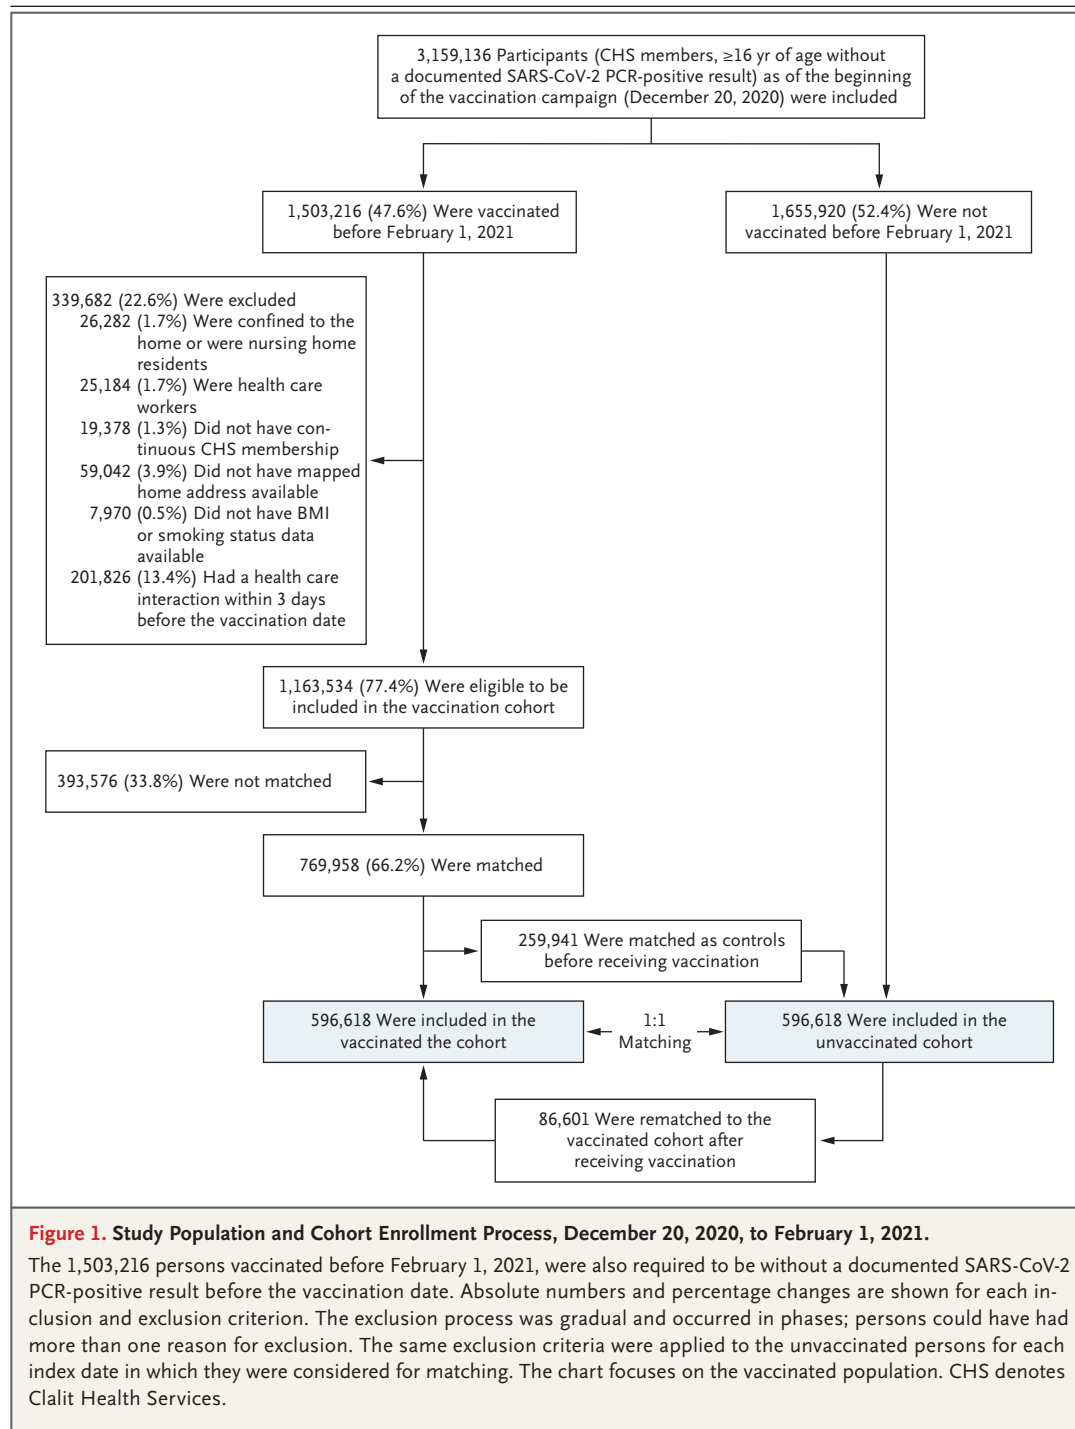 3,159,136 Participants (CHS members, ≥16 yr of age without
a documented SARS-CoV-2 PCR-positive result) as of the beginning
of the vaccination campaign (December 20, 2020) were included
1,503,216 (47.6%) Were vaccinated
before February 1, 2021
1,655,920 (52.4%) Were not
vaccinated before February 1, 2021
339,682 (22.6%) Were excluded
26,282 (1.7%) Were confined to the
home or were nursing home
residents
25,184 (1.7%) Were health care
workers
19,378 (1.3%) Did not have con-
tinuous CHS membership
59,042 (3.9%) Did not have mapped
home address available
7,970 (0.5%) Did not have BMI
or smoking status data
available
201,826 (13.4%) Had a health care
interaction within 3 days
before the vaccination date
1,163,534 (77.4%) Were eligible to be
included in the vaccination cohort
393,576 (33.8%) Were not matched
769,958 (66.2%) Were matched
259,941 Were matched as controls
before receiving vaccination
596,618 Were included in the
vaccinated the cohort
1:1
Matching
596,618 Were included in the
unvaccinated cohort
86,601 Were rematched to the
vaccinated cohort after
receiving vaccination
Figure 1. Study Population and Cohort Enrollment Process, December 20, 2020, to February 1, 2021.
The 1,503,216 persons vaccinated before February 1, 2021, were also required to be without a documented SARS-CoV-2
PCR-positive result before the vaccination date. Absolute numbers and percentage changes are shown for each in-
clusion and exclusion criterion. The exclusion process was gradual and occurred in phases; persons could have had
more than one reason for exclusion. The same exclusion criteria were applied to the unvaccinated persons for each
index date in which they were considered for matching. The chart focuses on the vaccinated population. CHS denotes
Clalit Health Services.